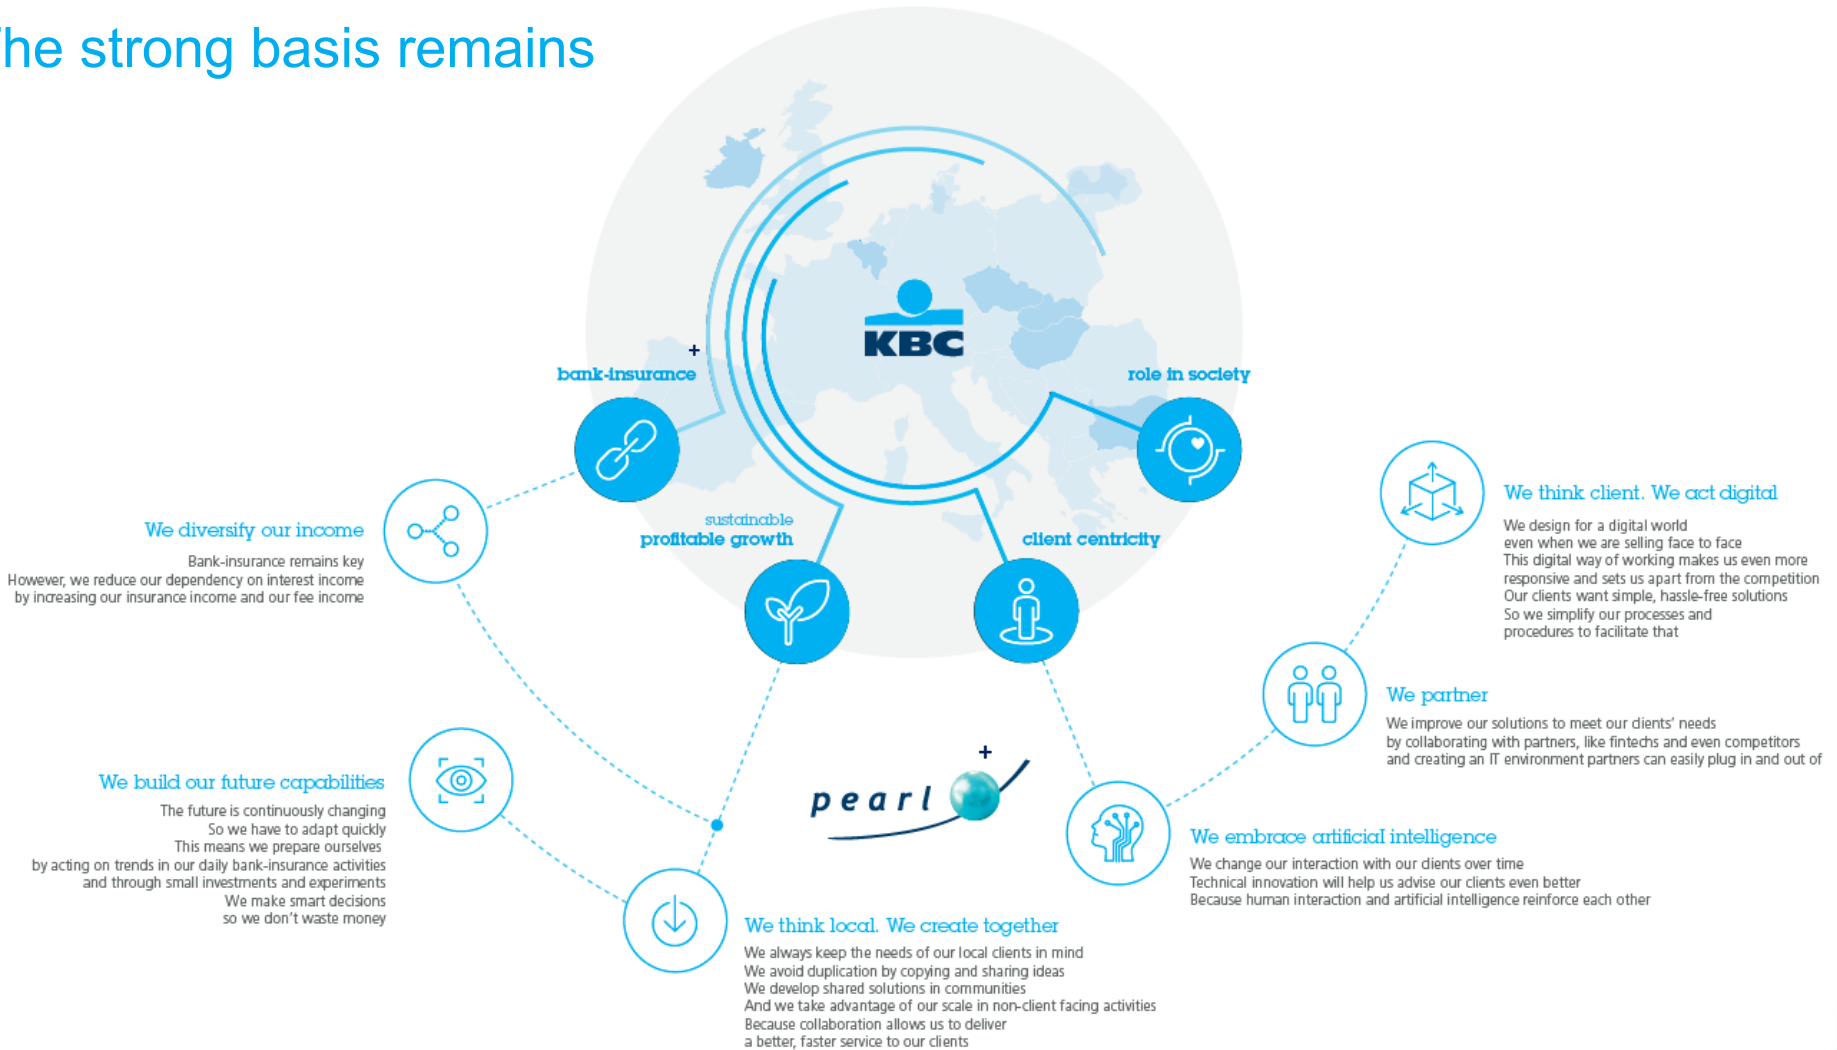 The strong basis remains
KBC
+
bank-insurance
role in society
sustainable
profitable growth
client centricity
We diversify our income
Bank-insurance remains key
However, we reduce our dependency on interest income
by increasing our insurance income and our fee income
We think client. We act digital
We design for a digital world
even when we are selling face to face
This digital way of working makes us even more
responsive and sets us apart from the competition
Our clients want simple, hassle-free solutions
So we simplify our processes and
procedures to facilitate that
We partner
We improve our solutions to meet our clients' needs
by collaborating with partners, like fintechs and even competitors
and creating an IT environment partners can easily plug in and out of
We build our future capabilities
The future is continuously changing
So we have to adapt quickly
This means we prepare ourselves
by acting on trends in our daily bank-insurance activities
and through small investments and experiments
We make smart decisions
so we don't waste money
pearl
+
We embrace artificial intelligence
We change our interaction with our clients over time
Technical innovation will help us advise our clients even better
Because human interaction and artificial intelligence reinforce each other
We think local. We create together
We always keep the needs of our local clients in mind
We avoid duplication by copying and sharing ideas
We develop shared solutions in communities
And we take advantage of our scale in non-client facing activities
Because collaboration allows us to deliver
a better, faster service to our clients